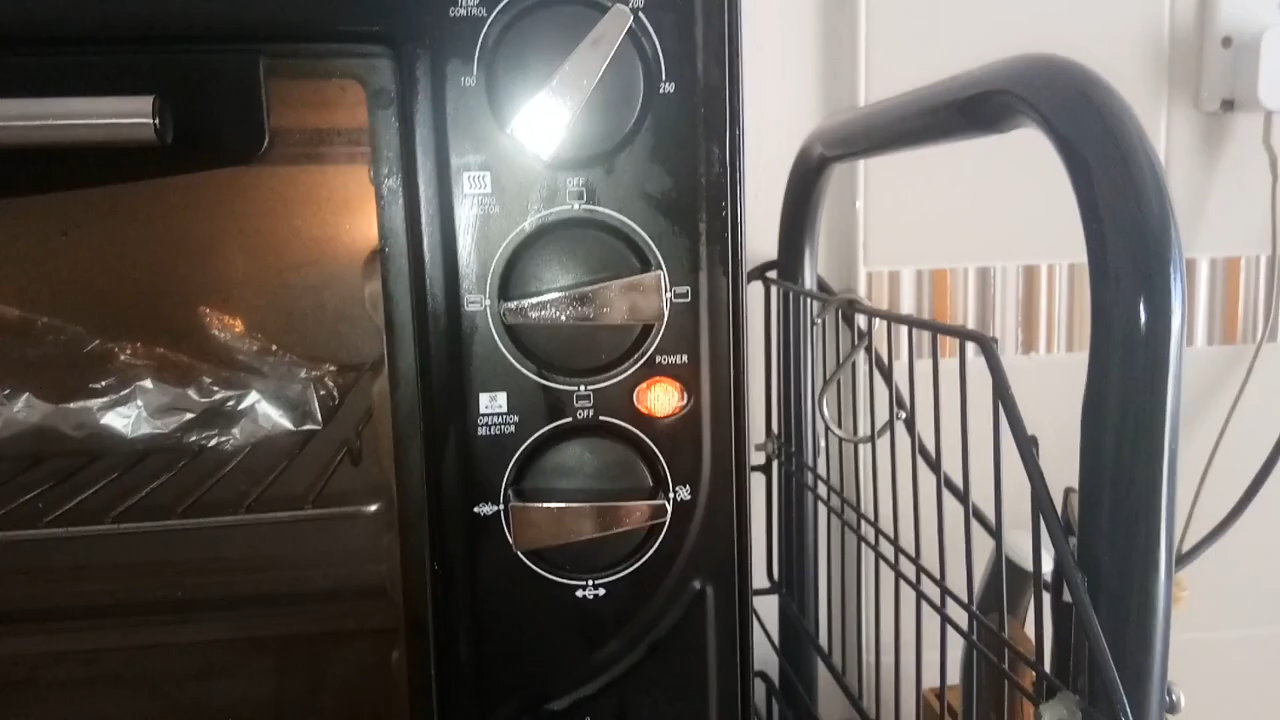 TEMP
CONTROL
200
100
250
OFF
POWER
OFF
OPERATION
SELECTOR